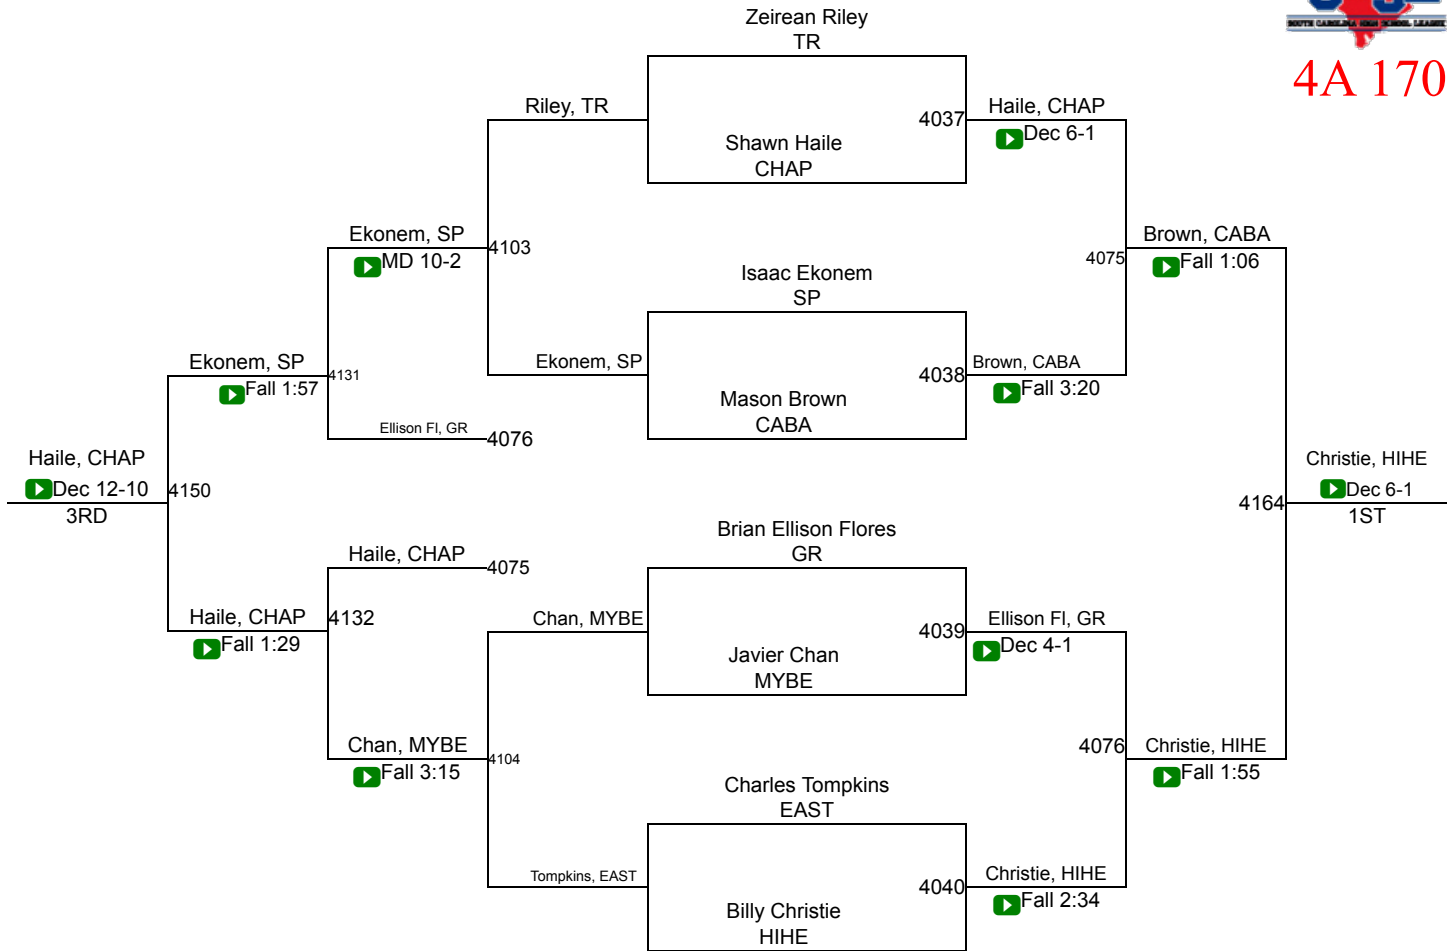 SOUTH CAROLINA HIGH SCHOOL LEAGUE
4A 170
Zeirean Riley
TR
Riley, TR
4037
Haile, CHAP
Dec 6-1
Shawn Haile
CHAP
Ekonem, SP
MD 10-2
4103
Brown, CABA
Fall 1:06
4075
Isaac Ekonem
SP
Ekonem, SP
Fall 1:57
4131
Ekonem, SP
4038
Brown, CABA
Fall 3:20
Mason Brown
CABA
Ellison Fl, GR
4076
Haile, CHAP
Dec 12-10
3RD
4150
Christie, HIHE
Dec 6-1
1ST
4164
Brian Ellison Flores
GR
Haile, CHAP
4075
Haile, CHAP
Fall 1:29
4132
Chan, MYBE
4039
Ellison Fl, GR
Dec 4-1
Javier Chan
MYBE
Chan, MYBE
Fall 3:15
4104
4076
Christie, HIHE
Fall 1:55
Charles Tompkins
EAST
Tompkins, EAST
4040
Christie, HIHE
Fall 2:34
Billy Christie
HIHE